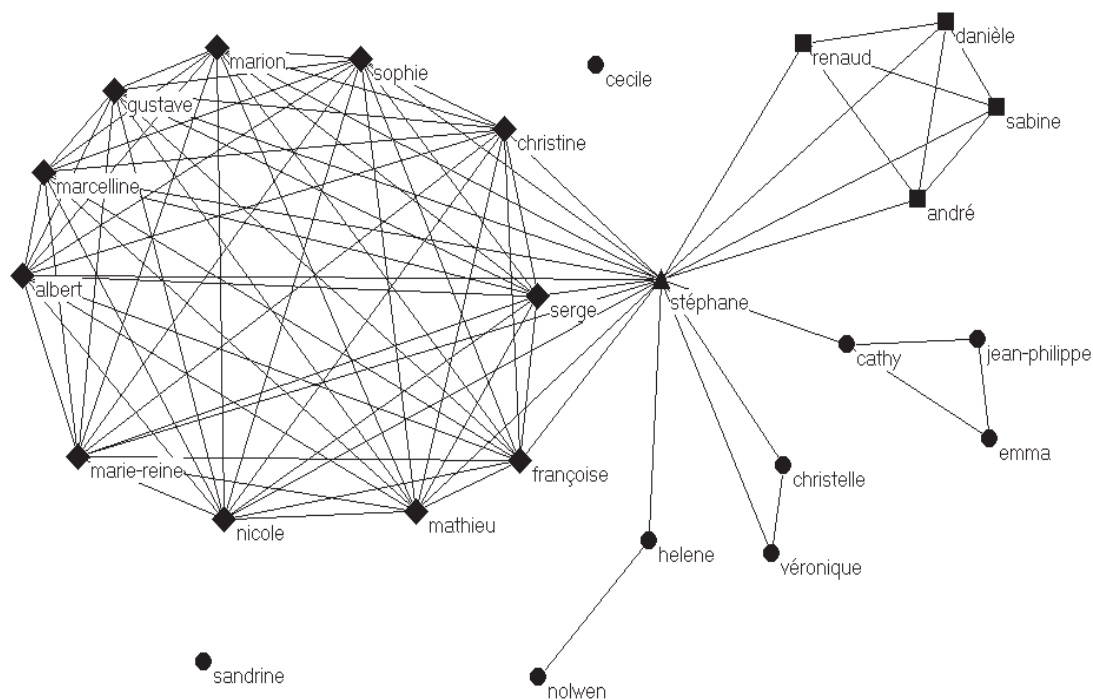 danièle
marion
renaud
sophie
cecile
gustave
sabine
christine
marcelline
andré
albert
serge
stéphane
cathy
jean-philippe
emma
marie-reine
françoise
christelle
mathieu
nicole
helene
véronique
sandrine
nolwen